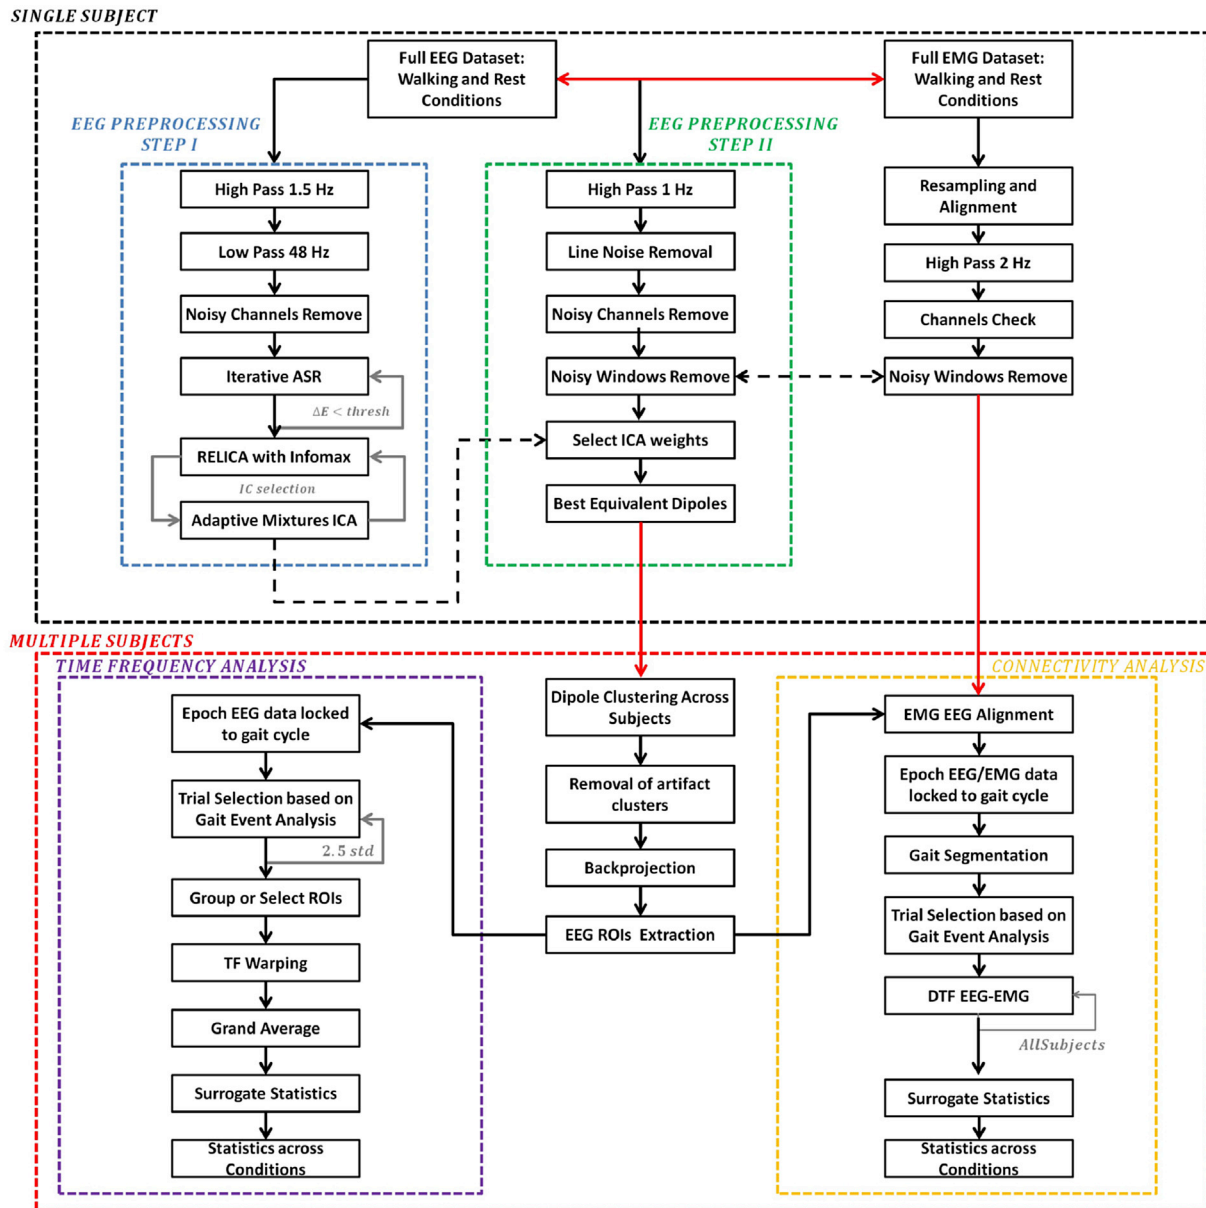 SINGLE SUBJECT
Full EEG Dataset:
Walking and Rest
Conditions
Full EMG Dataset:
Walking and Rest
Conditions
EEG PREPROCESSING
STEP I
High Pass 1.5 Hz
Low Pass 48 Hz
Noisy Channels Remove
Iterative ASR
ΔE < thresh
RELICA with Infomax
IC selection
Adaptive Mixtures ICA
EEG PREPROCESSING
STEP II
High Pass 1 Hz
Line Noise Removal
Noisy Channels Remove
Noisy Windows Remove
Select ICA weights
Best Equivalent Dipoles
Resampling and
Alignment
High Pass 2 Hz
Channels Check
Noisy Windows Remove
MULTIPLE SUBJECTS
TIME FREQUENCY ANALYSIS
Epoch EEG data locked
to gait cycle
Trial Selection based on
Gait Event Analysis
2.5 std
Group or Select ROIs
TF Warping
Grand Average
Surrogate Statistics
Statistics across
Conditions
Dipole Clustering Across
Subjects
Removal of artifact
clusters
Backprojection
EEG ROIs Extraction
CONNECTIVITY ANALYSIS
EMG EEG Alignment
Epoch EEG/EMG data
locked to gait cycle
Gait Segmentation
Trial Selection based on
Gait Event Analysis
DTF EEG-EMG
AllSubjects
Surrogate Statistics
Statistics across
Conditions